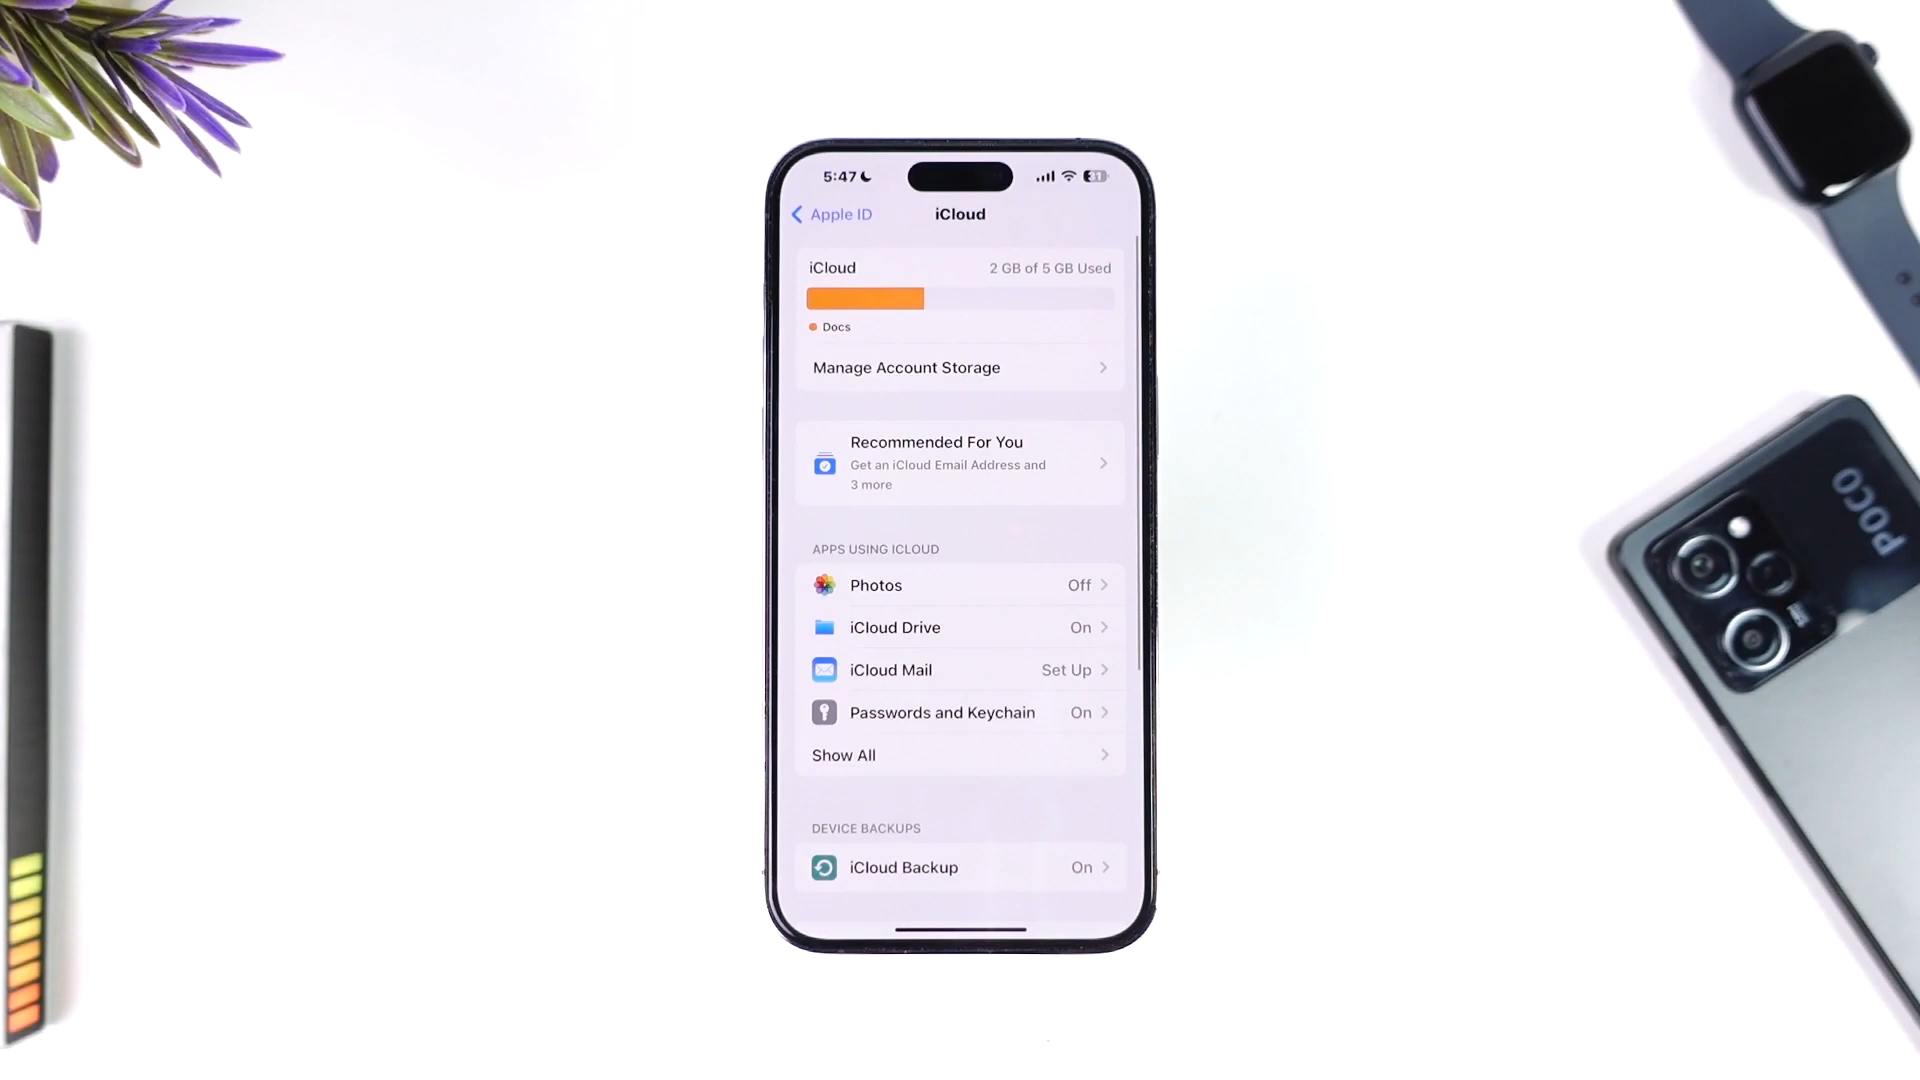 5:47
31
Apple ID
iCloud
iCloud
2 GB of 5 GB Used
Docs
Manage Account Storage
Recommended For You
Get an iCloud Email Address and
3 more
APPS USING ICLOUD
Photos
Off
iCloud Drive
On
iCloud Mail
Set Up
Passwords and Keychain
On
Show All
DEVICE BACKUPS
iCloud Backup
On
POCO